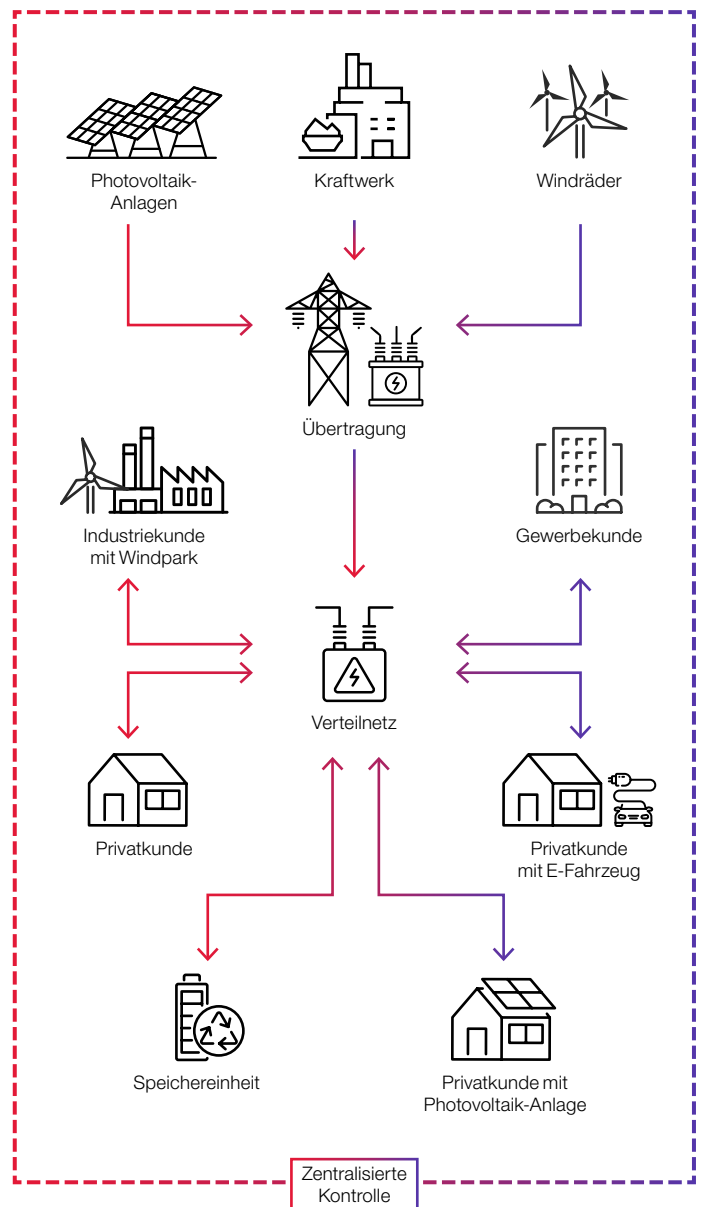 Photovoltaik-
Anlagen
Kraftwerk
Windräder
Übertragung
Industriekunde
mit Windpark
Gewerbekunde
Verteilnetz
Privatkunde
Privatkunde
mit E-Fahrzeug
Speichereinheit
Privatkunde mit
Photovoltaik-Anlage
Zentralisierte
Kontrolle